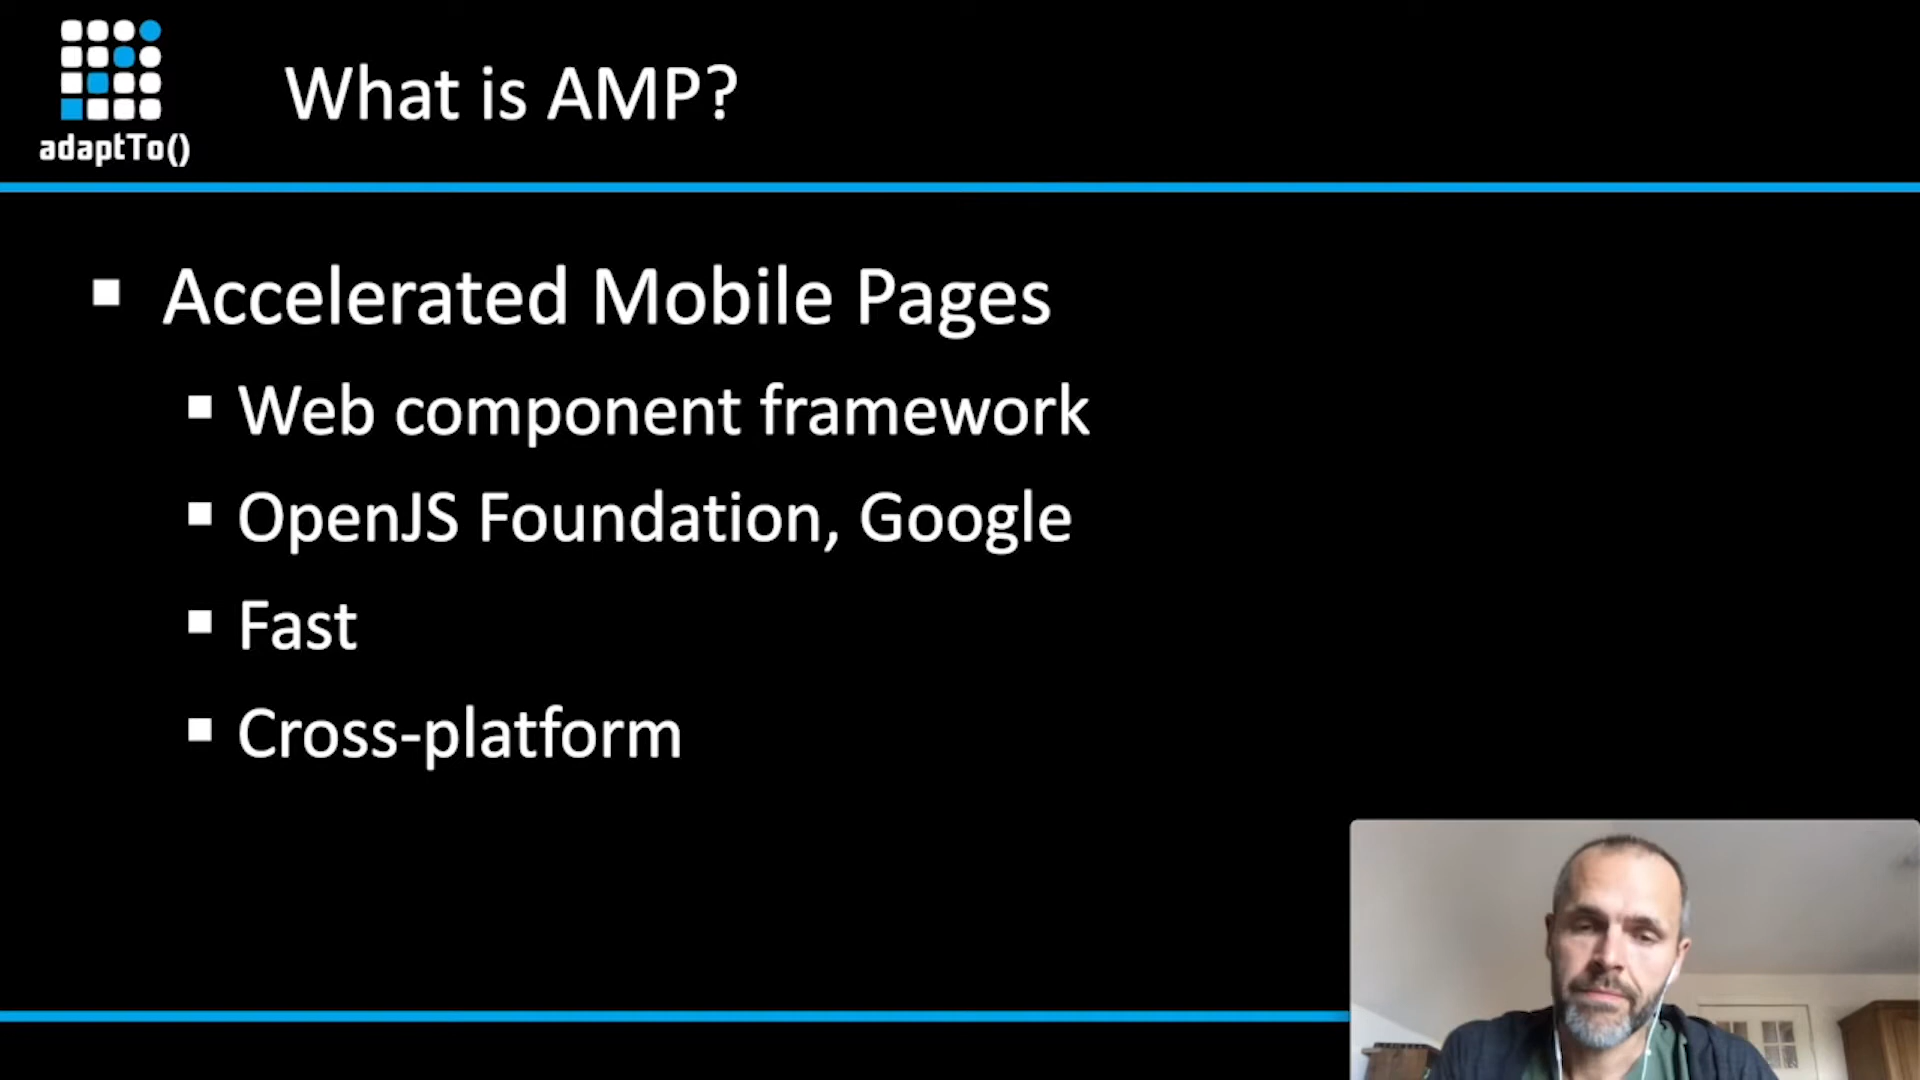 adaptTo()
What is AMP?
Accelerated Mobile Pages
Web component framework
OpenJS Foundation, Google
Fast
Cross-platform